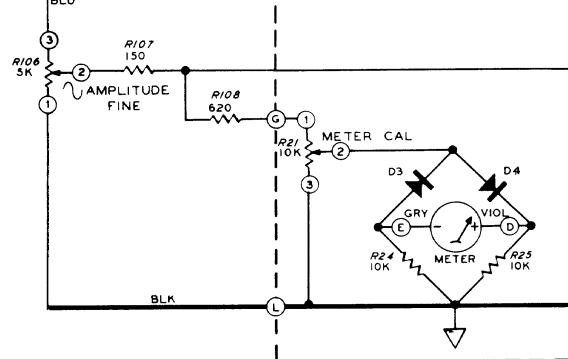 BLU
3
R106
5K
2
1
AMPLITUDE
FINE
R107
150
R108
620
G
1
R21
10K
METER CAL
2
3
D3
D4
GRY
VIOL
E
-
+
D
METER
R24
10K
R25
10K
BLK
L